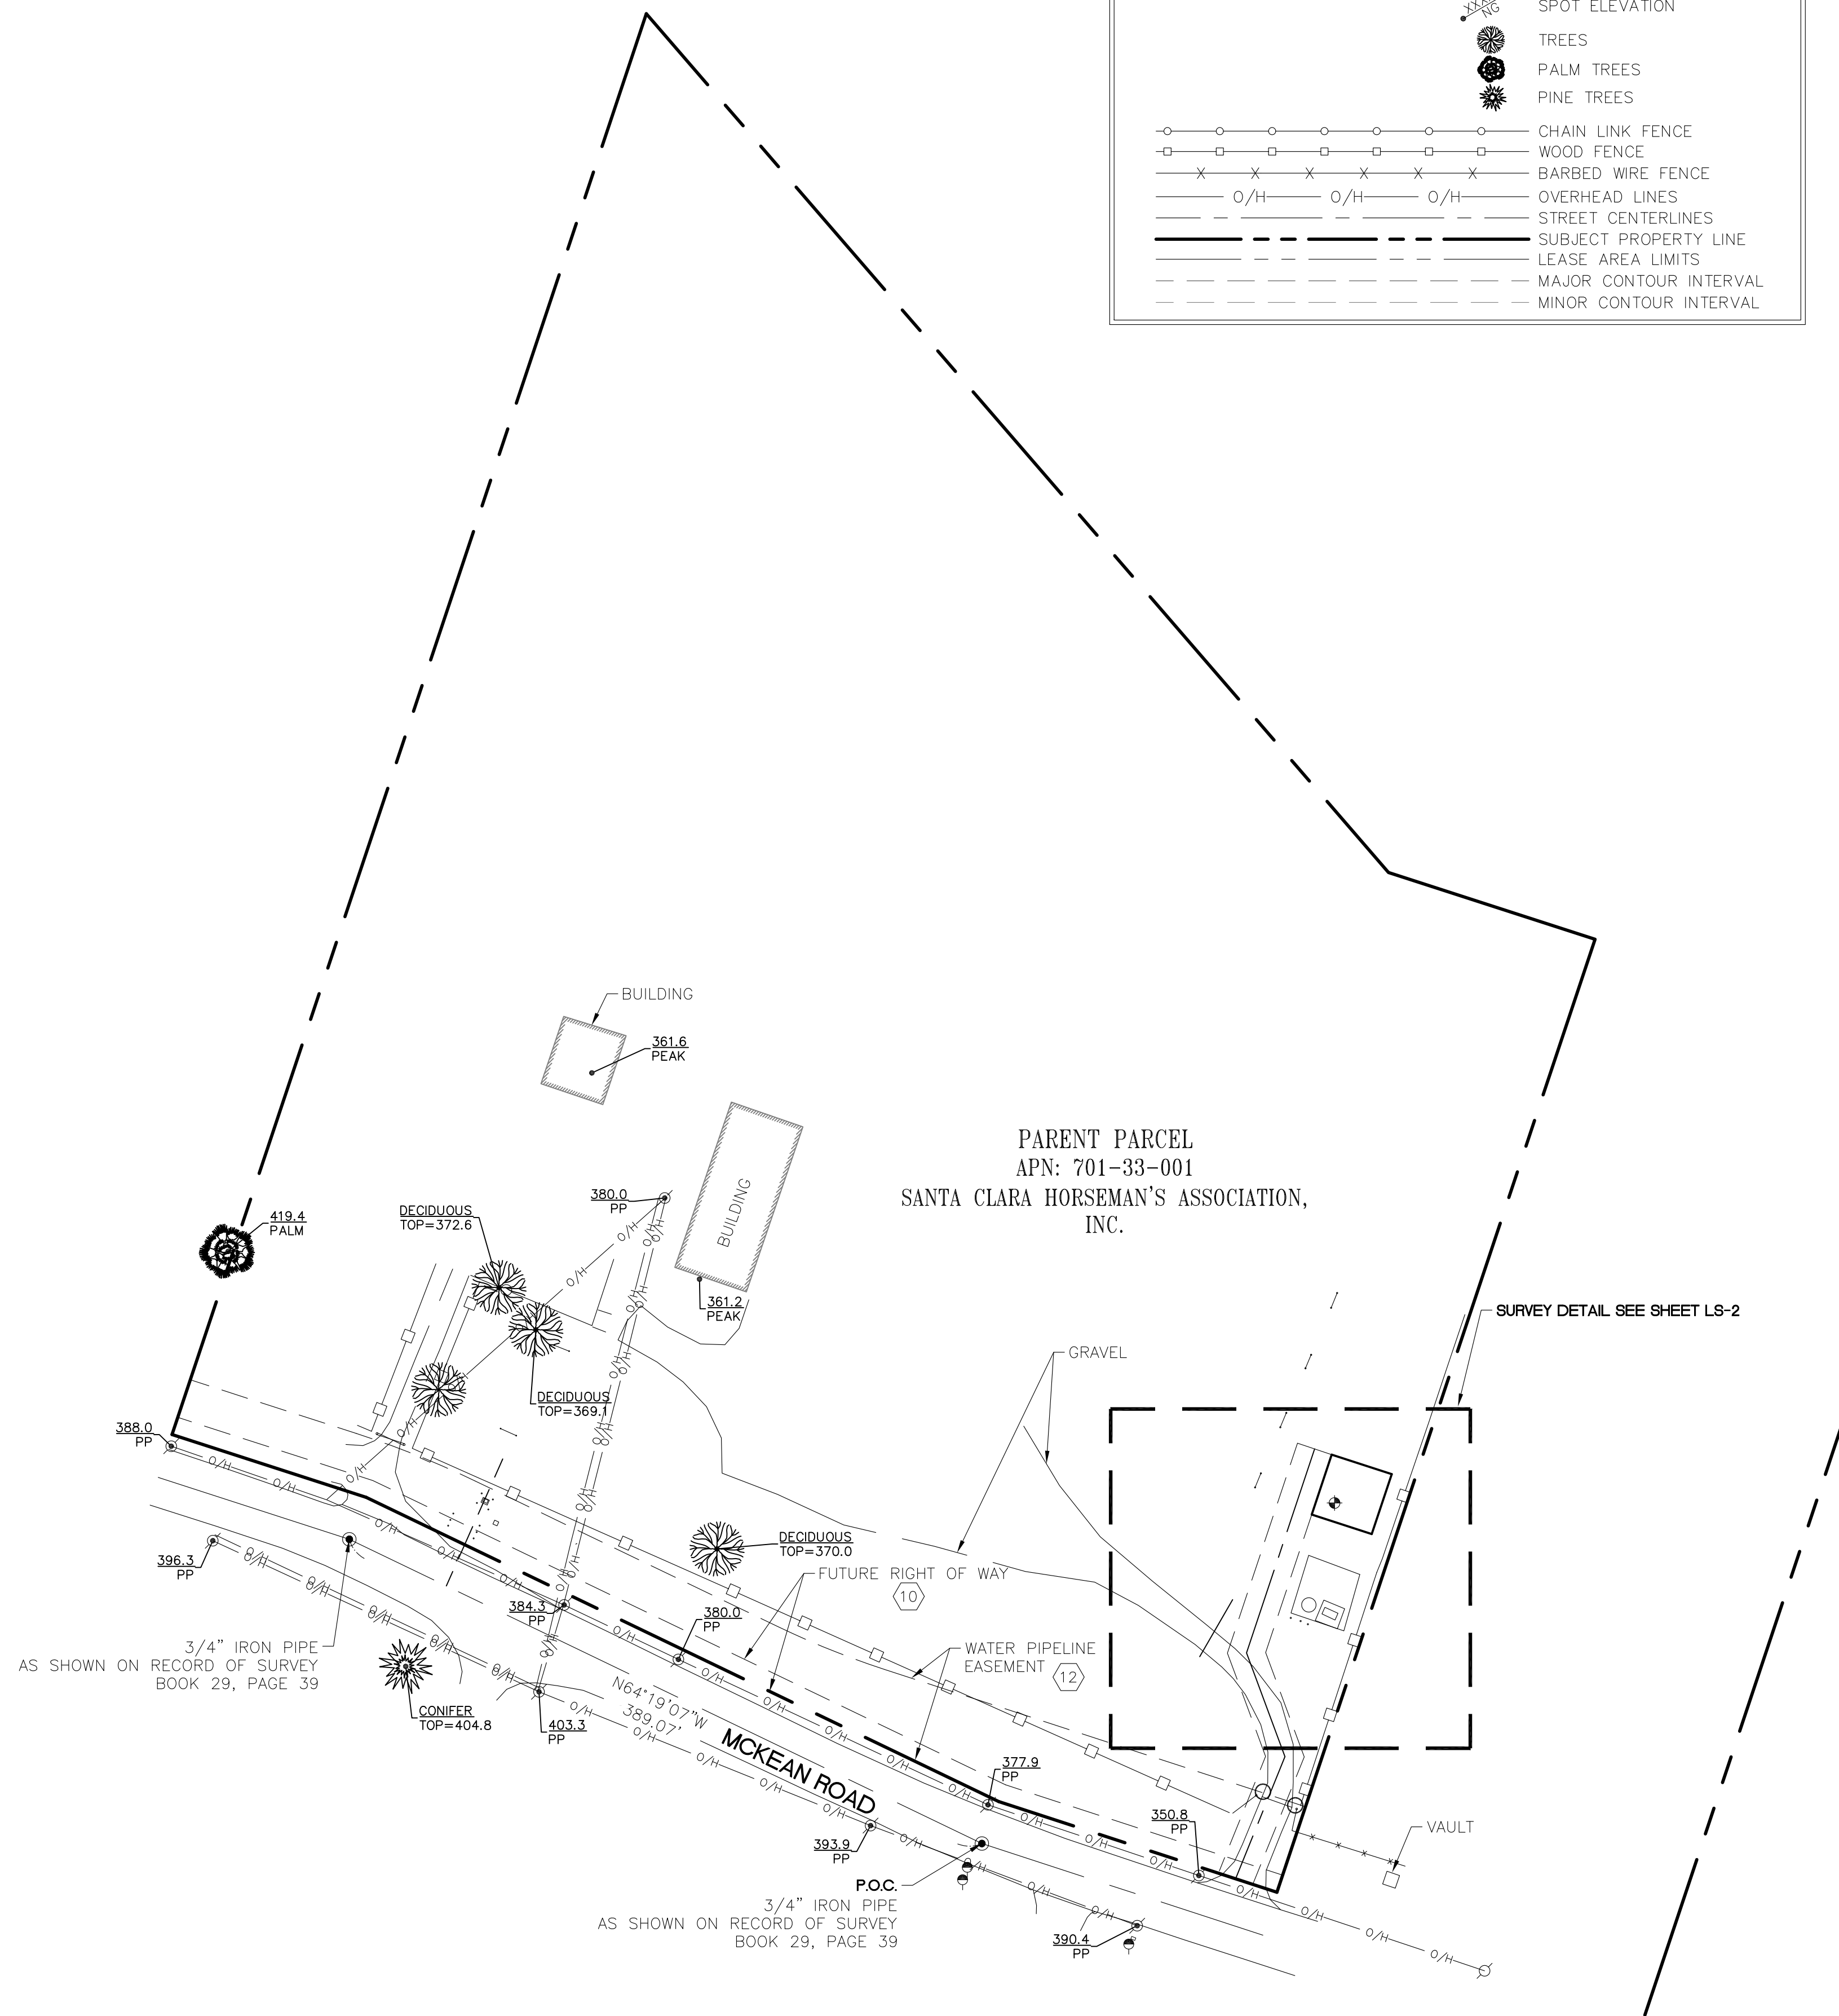 SPOT ELEVATION
TREES
PALM TREES
PINE TREES
CHAIN LINK FENCE
WOOD FENCE
BARBED WIRE FENCE
O/H O/H O/H OVERHEAD LINES
STREET CENTERLINES
SUBJECT PROPERTY LINE
LEASE AREA LIMITS
MAJOR CONTOUR INTERVAL
MINOR CONTOUR INTERVAL
BUILDING
361.6
PEAK
PARENT PARCEL
APN: 701-33-001
SANTA CLARA HORSEMAN'S ASSOCIATION,
INC.
380.0
PP
BUILDING
DECIDUOUS
TOP=372.6
419.4
PALM
361.2
PEAK
SURVEY DETAIL SEE SHEET LS-2
GRAVEL
DECIDUOUS
TOP=369.1
388.0
PP
DECIDUOUS
TOP=370.0
396.3
PP
FUTURE RIGHT OF WAY
10
384.3
PP
380.0
PP
3/4" IRON PIPE
AS SHOWN ON RECORD OF SURVEY
BOOK 29, PAGE 39
WATER PIPELINE
EASEMENT
12
CONIFER
TOP=404.8
403.3
PP
N64°19'07"W
389.07'
MCKEAN ROAD
377.9
PP
393.9
PP
350.8
PP
VAULT
P.O.C.
3/4" IRON PIPE
AS SHOWN ON RECORD OF SURVEY
BOOK 29, PAGE 39
390.4
PP